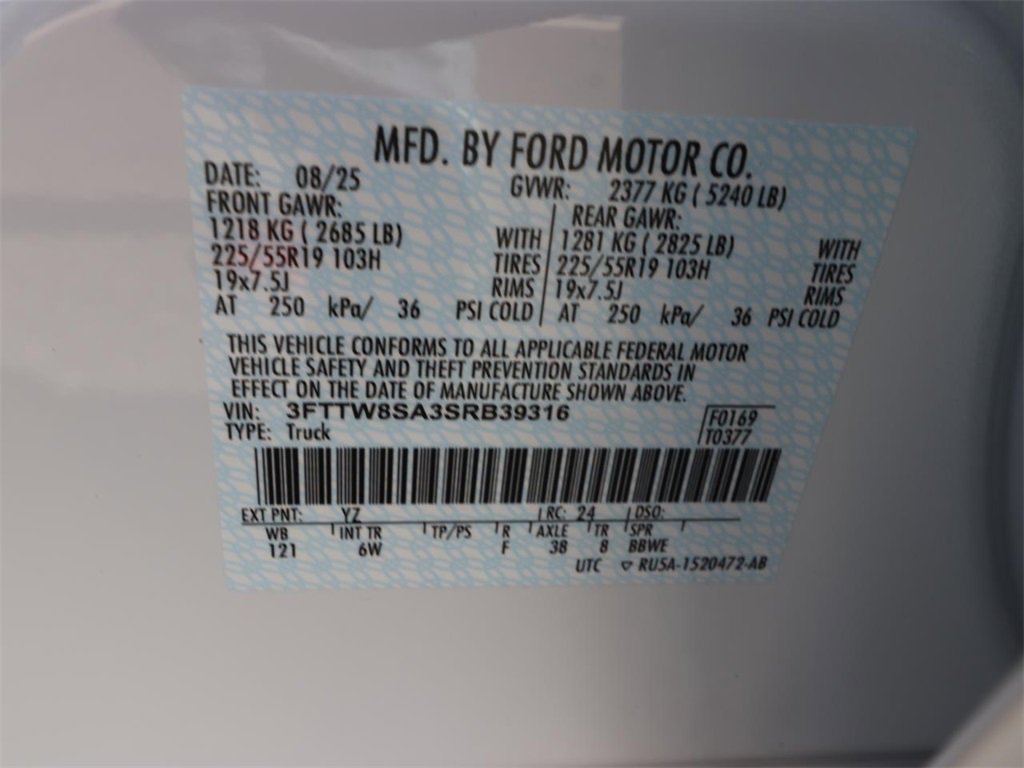 MFD. BY FORD MOTOR CO.
DATE: 08/25 GVWR: 2377 KG ( 5240 LB)
FRONT GAWR: REAR GAWR:
1218 KG ( 2685 LB) WITH 1281 KG ( 2825 LB) WITH
225/55R19 103H TIRES 225/55R19 103H TIRES
19x7.5J RIMS 19x7.5J RIMS
AT 250 kPa/ 36 PSI COLD AT 250 kPa/ 36 PSI COLD
THIS VEHICLE CONFORMS TO ALL APPLICABLE FEDERAL MOTOR
VEHICLE SAFETY AND THEFT PREVENTION STANDARDS IN
EFFECT ON THE DATE OF MANUFACTURE SHOWN ABOVE.
VIN: 3FTTW8SA3SRB39316 F0169
TYPE: Truck T0377
EXT PNT: YZ RC: 24 DSO:
WB INT TR TP/PS R AXLE TR SPR
121 6W F 38 8 BBWE
UTC ▽ RU5A-1520472-AB